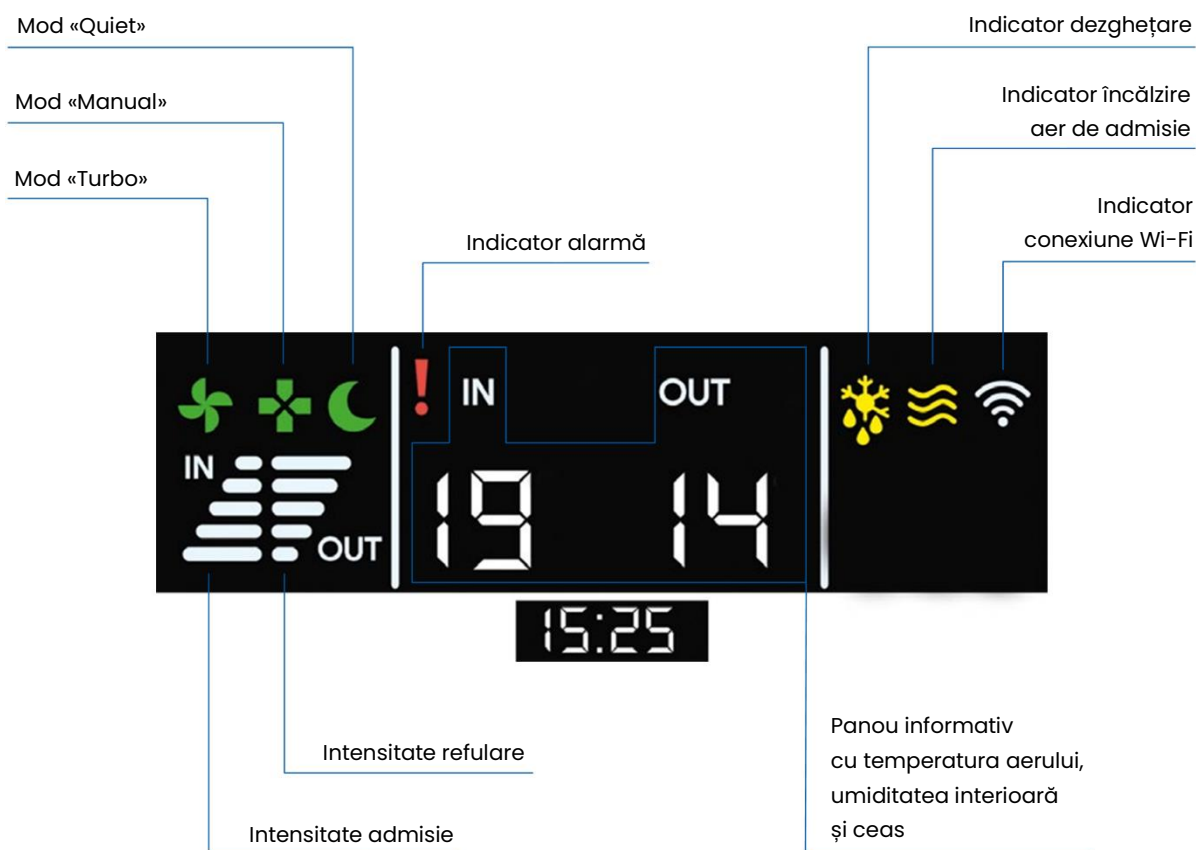 Mod «Quiet»
Indicator dezghețare
Mod «Manual»
Indicator încălzire
aer de admisie
Mod «Turbo»
Indicator
conexiune Wi-Fi
Indicator alarmă
! IN OUT
IN
19 14
OUT
15:25
Panou informativ
cu temperatura aerului,
umiditatea interioară
și ceas
Intensitate refulare
Intensitate admisie